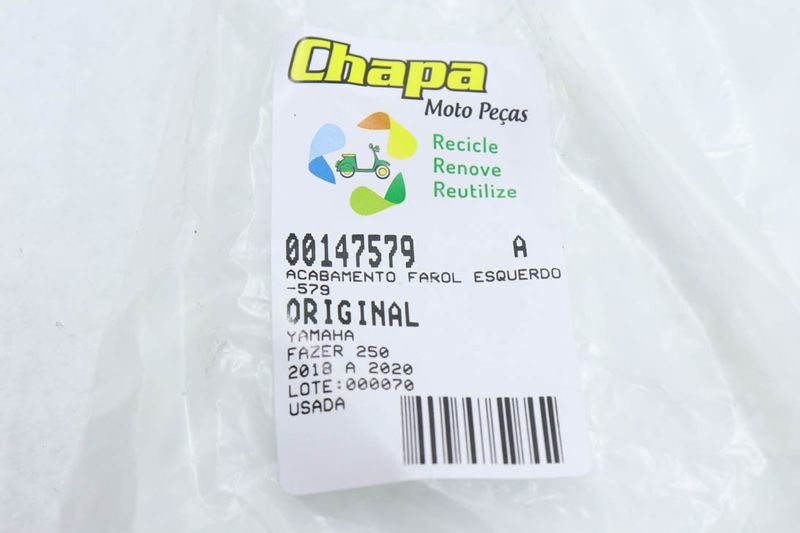 Chapa
Moto Peças
Recicle
Renove
Reutilize
00147579 A
ACABAMENTO FAROL ESQUERDO
-579
ORIGINAL
YAMAHA
FAZER 250
2018 A 2020
LOTE:000070
USADA